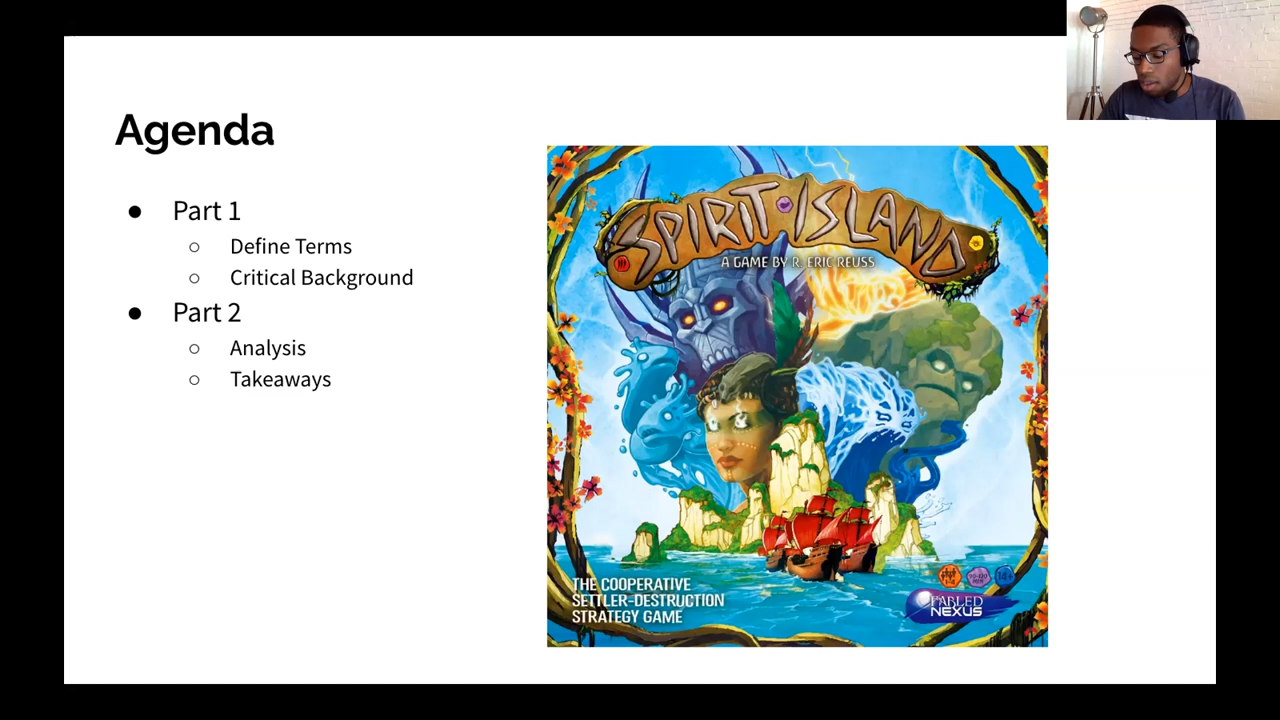 Agenda
● Part 1
○ Define Terms
○ Critical Background
● Part 2
○ Analysis
○ Takeaways
SPIRIT ISLAND
A GAME BY R. ERIC REUSS
THE COOPERATIVE
SETTLER-DESTRUCTION
STRATEGY GAME
FABLED
NEXUS